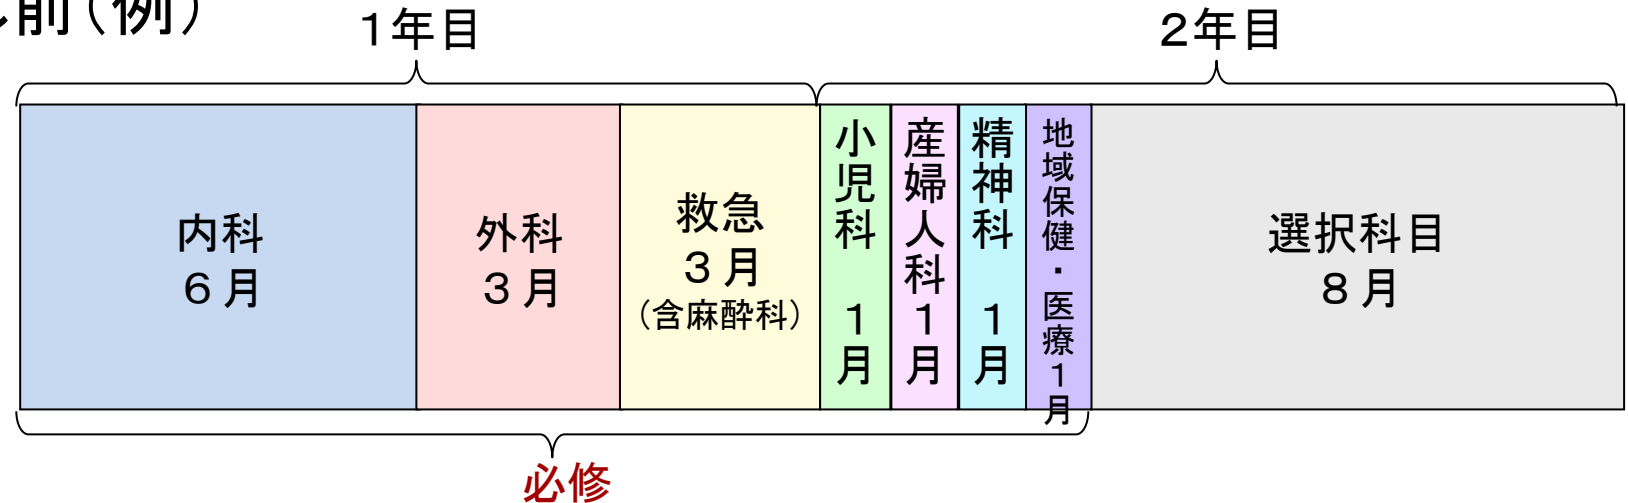 前（例）
１年目
２年目
内科
６月
外科
３月
救急
３月
（含麻酔科）
小児科　１月
産婦人科１月
精神科　１月
地域保健・医療１月
選択科目
８月
必修